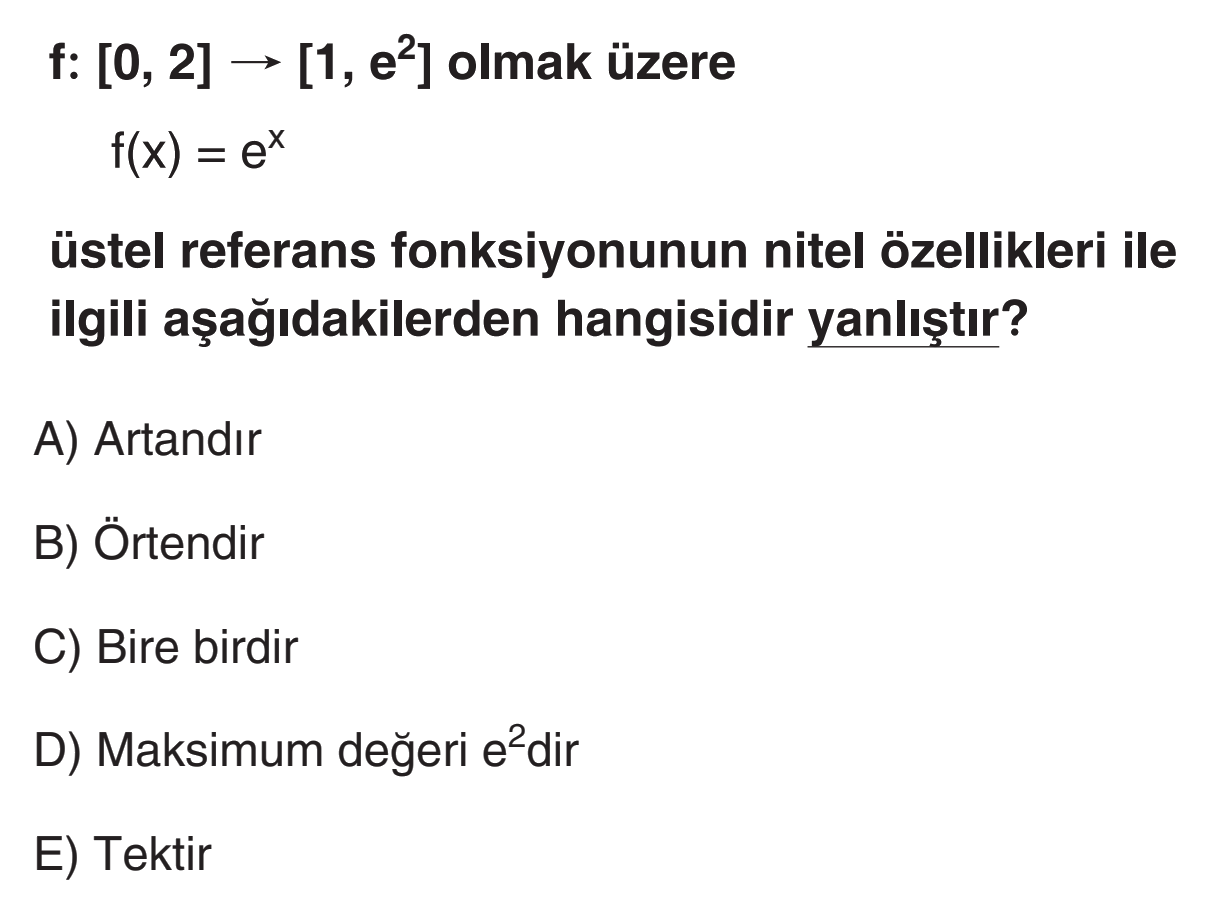 f: [0, 2] → [1, e²] olmak üzere
f(x) = eˣ
üstel referans fonksiyonunun nitel özellikleri ile
ilgili aşağıdakilerden hangisidir yanlıştır?
A) Artandır
B) Örtendir
C) Bire birdir
D) Maksimum değeri e²dir
E) Tektir